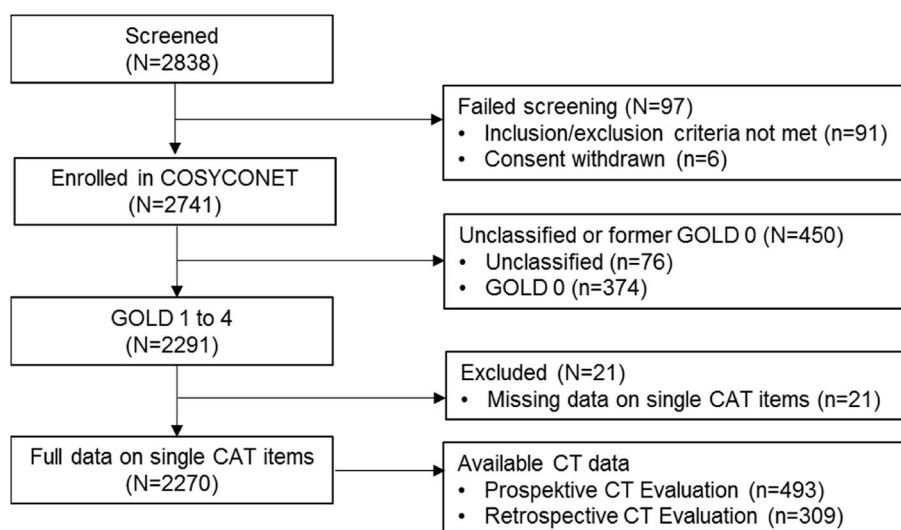 Screened
(N=2838)
Failed screening (N=97)
• Inclusion/exclusion criteria not met (n=91)
• Consent withdrawn (n=6)
Enrolled in COSYCONET
(N=2741)
Unclassified or former GOLD 0 (N=450)
• Unclassified (n=76)
• GOLD 0 (n=374)
GOLD 1 to 4
(N=2291)
Excluded (N=21)
• Missing data on single CAT items (n=21)
Full data on single CAT items
(N=2270)
Available CT data
• Prospektive CT Evaluation (n=493)
• Retrospective CT Evaluation (n=309)